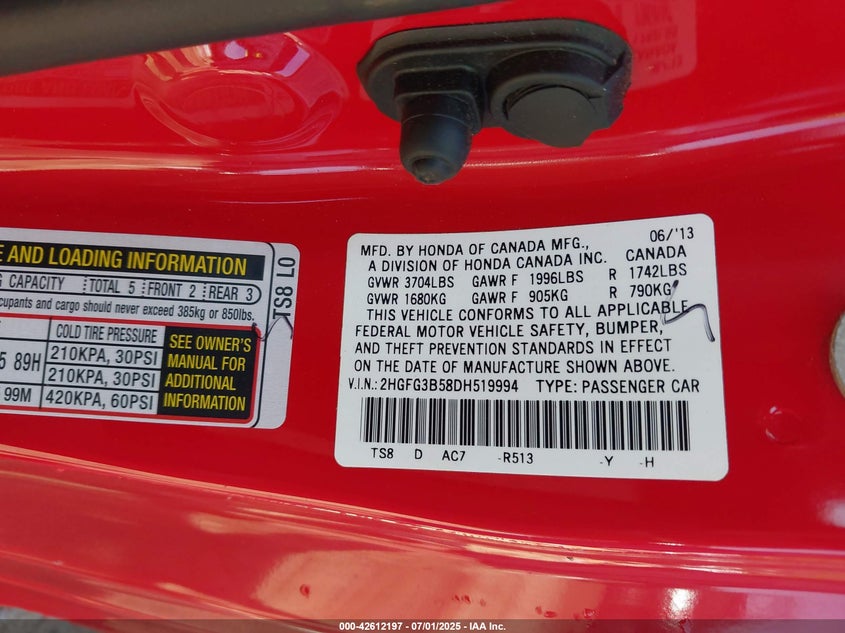 E AND LOADING INFORMATION
G CAPACITY TOTAL 5 FRONT 2 REAR 3
cupants and cargo should never exceed 385kg or 850lbs.
COLD TIRE PRESSURE
5 89H 210KPA, 30PSI
210KPA, 30PSI
99M 420KPA, 60PSI
SEE OWNER'S
MANUAL FOR
ADDITIONAL
INFORMATION
TS8 L0
06/'13
MFD. BY HONDA OF CANADA MFG., CANADA
A DIVISION OF HONDA CANADA INC.
GVWR 3704LBS GAWR F 1996LBS R 1742LBS
GVWR 1680KG GAWR F 905KG R 790KG
THIS VEHICLE CONFORMS TO ALL APPLICABLE
FEDERAL MOTOR VEHICLE SAFETY, BUMPER,
AND THEFT PREVENTION STANDARDS IN EFFECT
ON THE DATE OF MANUFACTURE SHOWN ABOVE.
V.I.N.: 2HGFG3B58DH519994 TYPE: PASSENGER CAR
TS8 D AC7 -R513 -Y -H
000-42612197 - 07/01/2025 - IAA Inc.